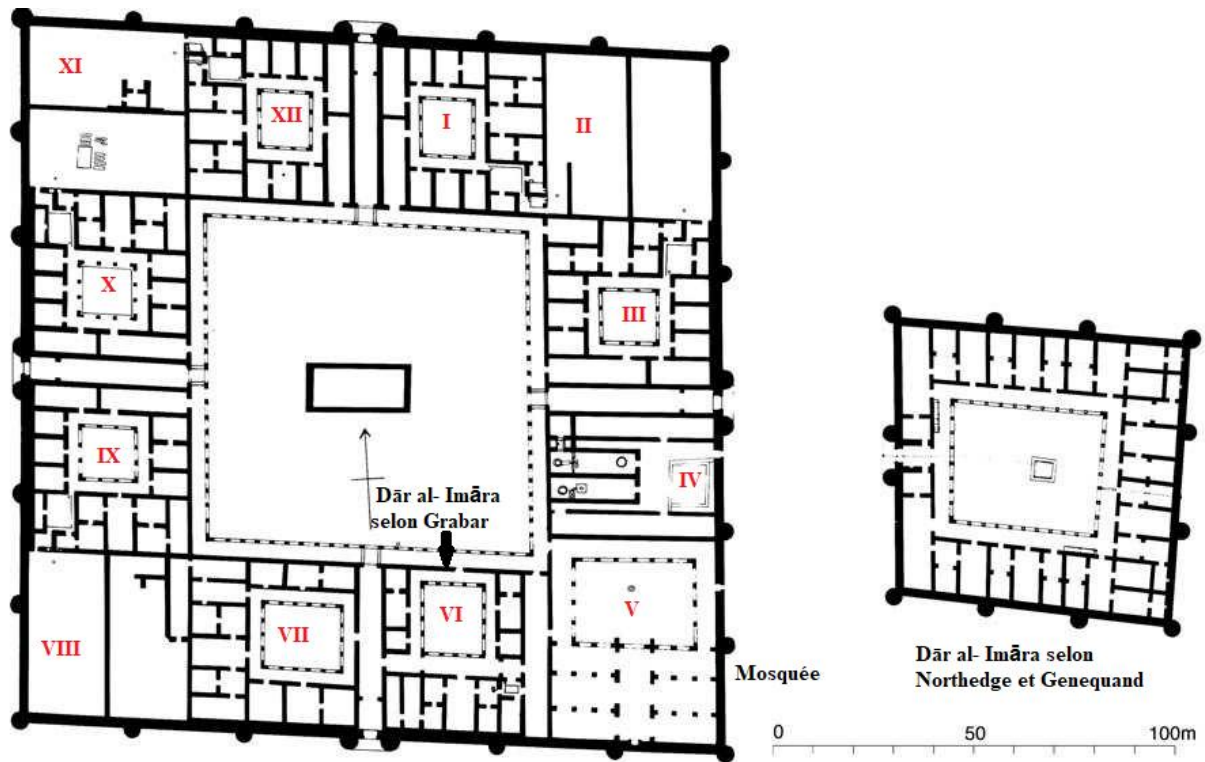 XI
XII
I
II
X
III
Dār al- Imāra
selon Grabar
IX
IV
VIII
VII
VI
V
Mosquée
Dār al- Imāra selon
Northedge et Genequand
0 50 100m